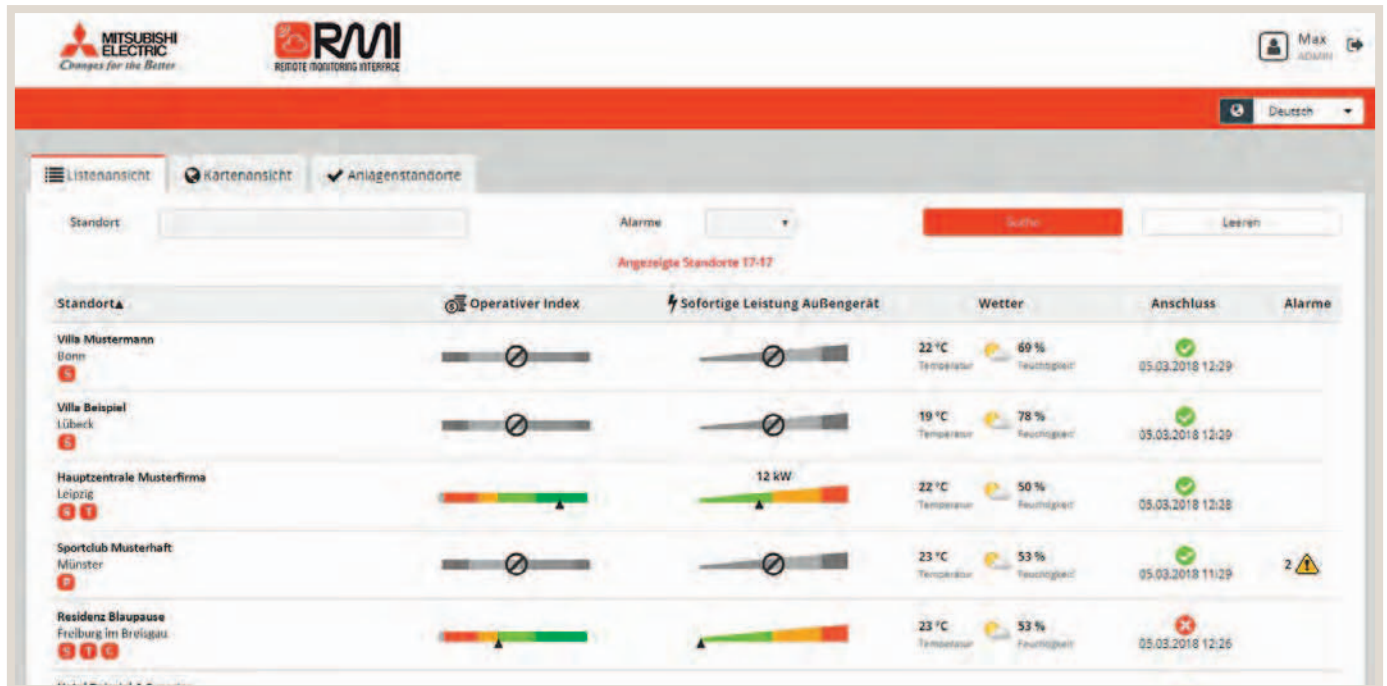 MITSUBISHI
ELECTRIC
Changes for the Better
RMI
REMOTE MONITORING INTERFACE
Max
ADMIN
Deutsch
Listenansicht Kartenansicht Anlagenstandorte
Standort Alarme Suche Leeren
Angezeigte Standorte 17-17
Standort▲ Operativer Index Sofortige Leistung Außengerät Wetter Anschluss Alarme
Villa Mustermann
Bonn
S
22 °C 69 %
Temperatur Feuchtigkeit
05.03.2018 12:29
Villa Beispiel
Lübeck
S
19 °C 78 %
Temperatur Feuchtigkeit
05.03.2018 12:29
Hauptzentrale Musterfirma
Leipzig
S T
12 kW
22 °C 50 %
Temperatur Feuchtigkeit
05.03.2018 12:28
Sportclub Musterhaft
Münster
P
23 °C 53 %
Temperatur Feuchtigkeit
05.03.2018 11:29
2
Residenz Blaupause
Freiburg im Breisgau
S T C
23 °C 53 %
Temperatur Feuchtigkeit
05.03.2018 12:26